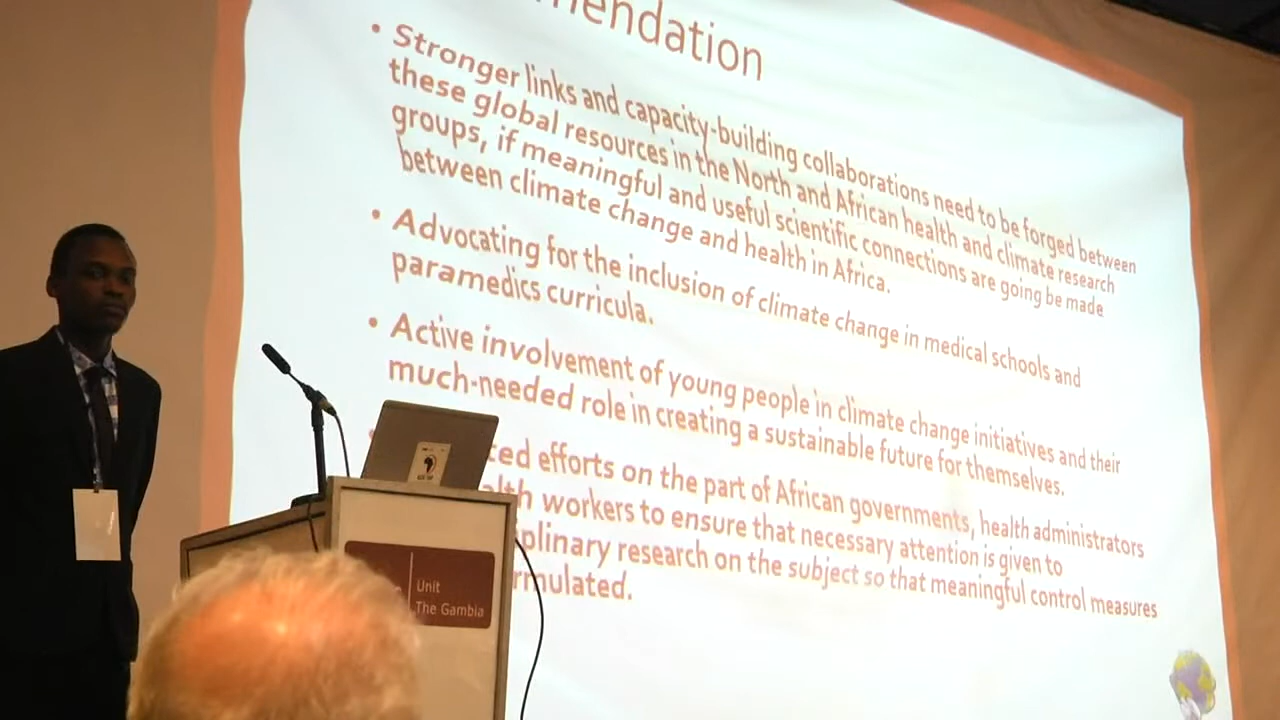 mendation
• Stronger links and capacity-building collaborations need to be forged between
these global resources in the North and African health and climate research
groups, if meaningful and useful scientific connections are going be made
between climate change and health in Africa.
• Advocating for the inclusion of climate change in medical schools and
paramedics curricula.
• Active involvement of young people in climate change initiatives and their
much-needed role in creating a sustainable future for themselves.
ced efforts on the part of African governments, health administrators
alth workers to ensure that necessary attention is given to
plinary research on the subject so that meaningful control measures
rmulated.
Unit
The Gambia